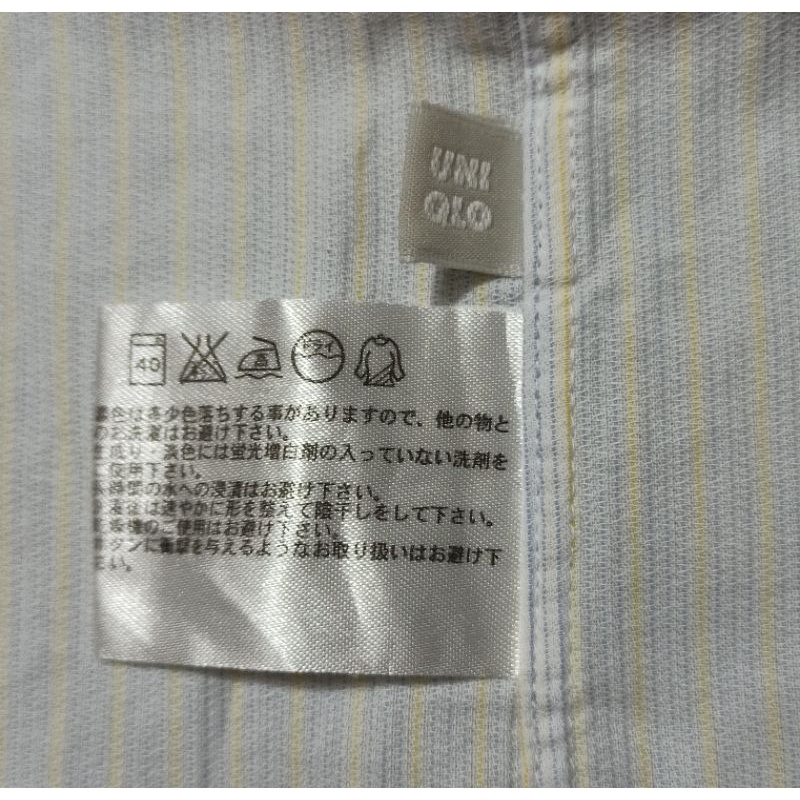 UNI
QLO
40
ドライ
濃色は多少色落ちする事がありますので、他の物と
のお洗濯はお避け下さい。
生成り・淡色には蛍光増白剤の入っていない洗剤を
ご使用下さい。
長時間の水への浸漬はお避け下さい。
洗濯後は速やかに形を整えて陰干しをして下さい。
乾燥機のご使用はお避け下さい。
ボタンに衝撃を与えるようなお取り扱いはお避け下
さい。